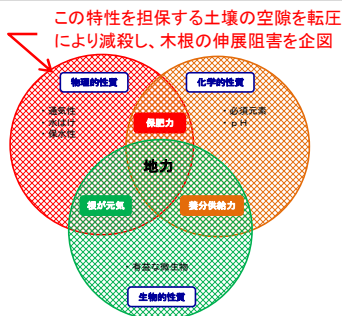 この特性を担保する土壌の空隙を転圧
により減殺し、木根の伸展阻害を企図
物理的性質
化学的性質
通気性
水はけ
保水性
・必須元素
・pH
保肥力
地力
根が元気
養分供給力
・有益な微生物
生物的性質